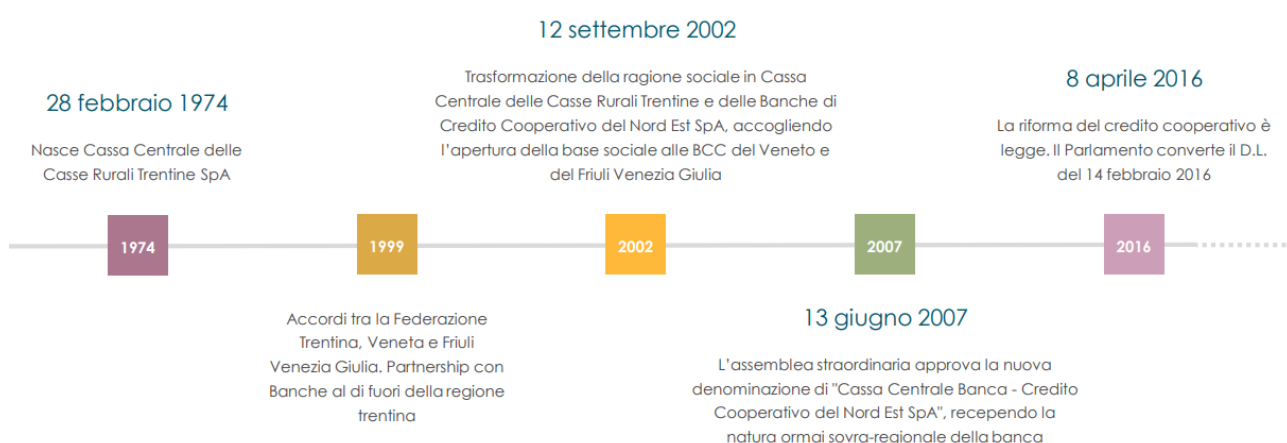 12 settembre 2002
Trasformazione della ragione sociale in Cassa
Centrale delle Casse Rurali Trentine e delle Banche di
Credito Cooperativo del Nord Est SpA, accogliendo
l'apertura della base sociale alle BCC del Veneto e
del Friuli Venezia Giulia
28 febbraio 1974
Nasce Cassa Centrale delle
Casse Rurali Trentine SpA
8 aprile 2016
La riforma del credito cooperativo è
legge. Il Parlamento converte il D.L.
del 14 febbraio 2016
1974
1999
2002
2007
2016
Accordi tra la Federazione
Trentina, Veneta e Friuli
Venezia Giulia. Partnership con
Banche al di fuori della regione
trentina
13 giugno 2007
L'assemblea straordinaria approva la nuova
denominazione di "Cassa Centrale Banca - Credito
Cooperativo del Nord Est SpA", recependo la
natura ormai sovra-regionale della banca